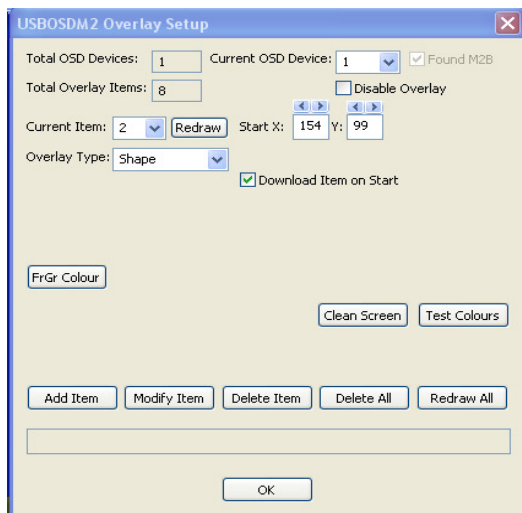 USBOSDM2 Overlay Setup
Total OSD Devices: 1 Current OSD Device: 1 Found M2B
Total Overlay Items: 8 Disable Overlay
Current Item: 2 Redraw Start X: 154 Y: 99
Overlay Type: Shape
Download Item on Start
FrGr Colour
Clean Screen Test Colours
Add Item Modify Item Delete Item Delete All Redraw All
OK